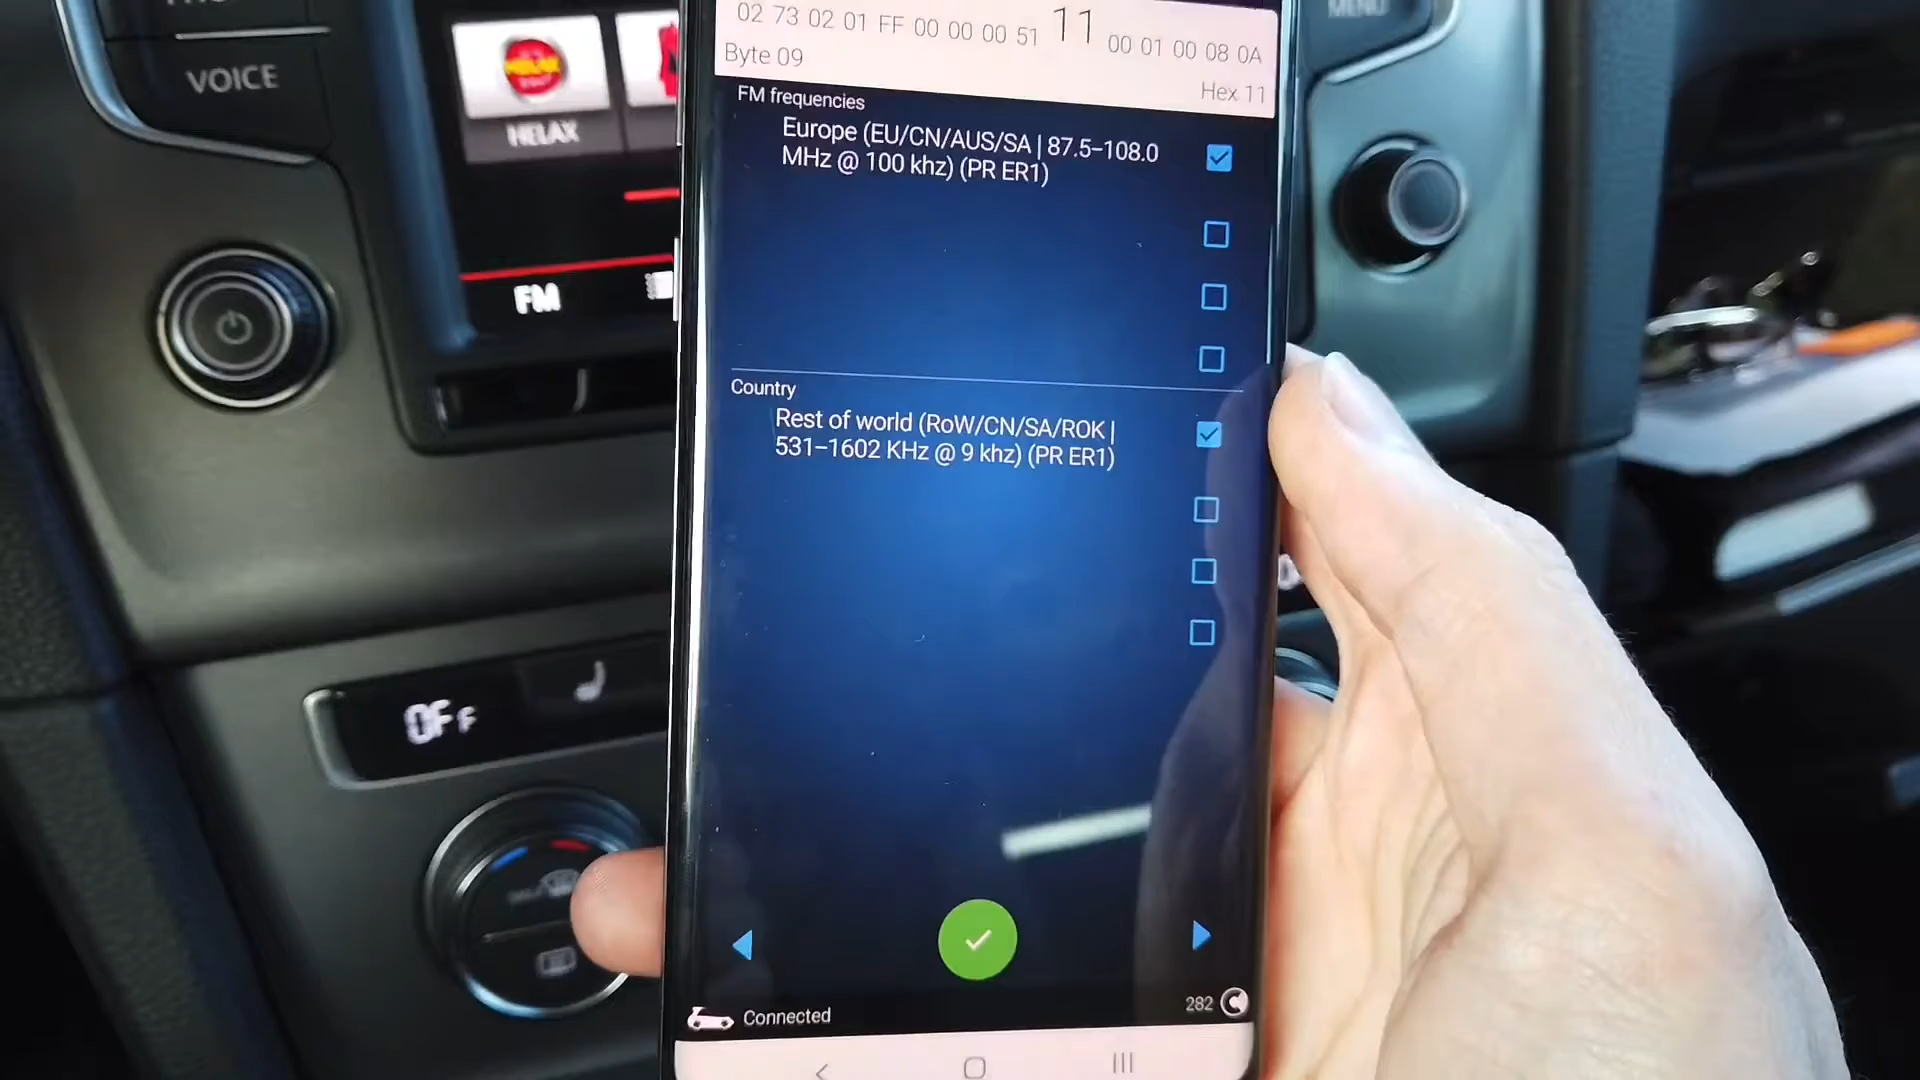 MENU
VOICE
HELAX
FM
02 73 02 01 FF 00 00 00 51 11 00 01 00 08 0A
Byte 09
Hex 11
FM frequencies
Europe (EU/CN/AUS/SA | 87.5–108.0
MHz @ 100 khz) (PR ER1)
Country
Rest of world (RoW/CN/SA/ROK |
531–1602 KHz @ 9 khz) (PR ER1)
OFF
Connected
282